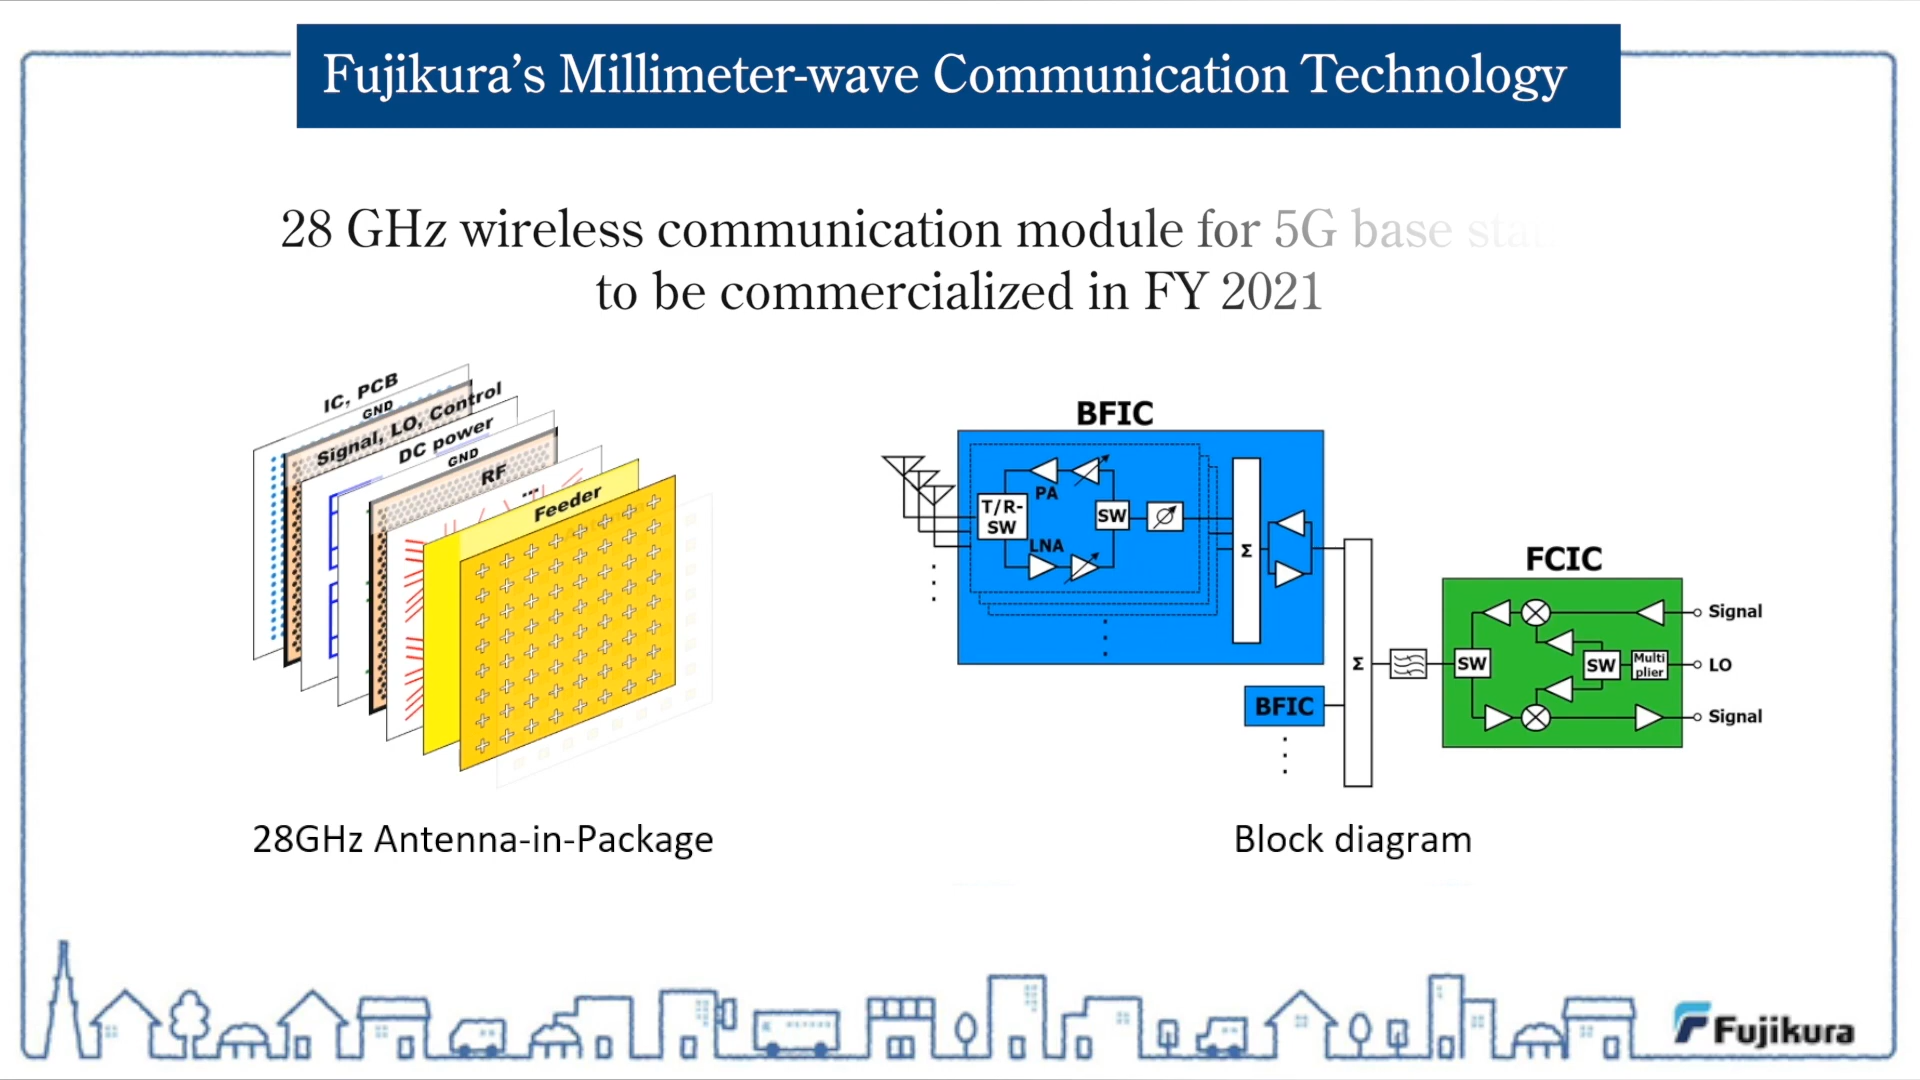 Fujikura’s Millimeter-wave Communication Technology
28 GHz wireless communication module for 5G base
to be commercialized in FY 2021
IC, PCB
GND
Signal, LO, Control
DC power
GND
RF
...
Feeder
28GHz Antenna-in-Package
BFIC
T/R-
SW
PA
LNA
SW
Σ
BFIC
Σ
FCIC
SW
SW
Multi
plier
Signal
LO
Signal
Block diagram
Fujikura